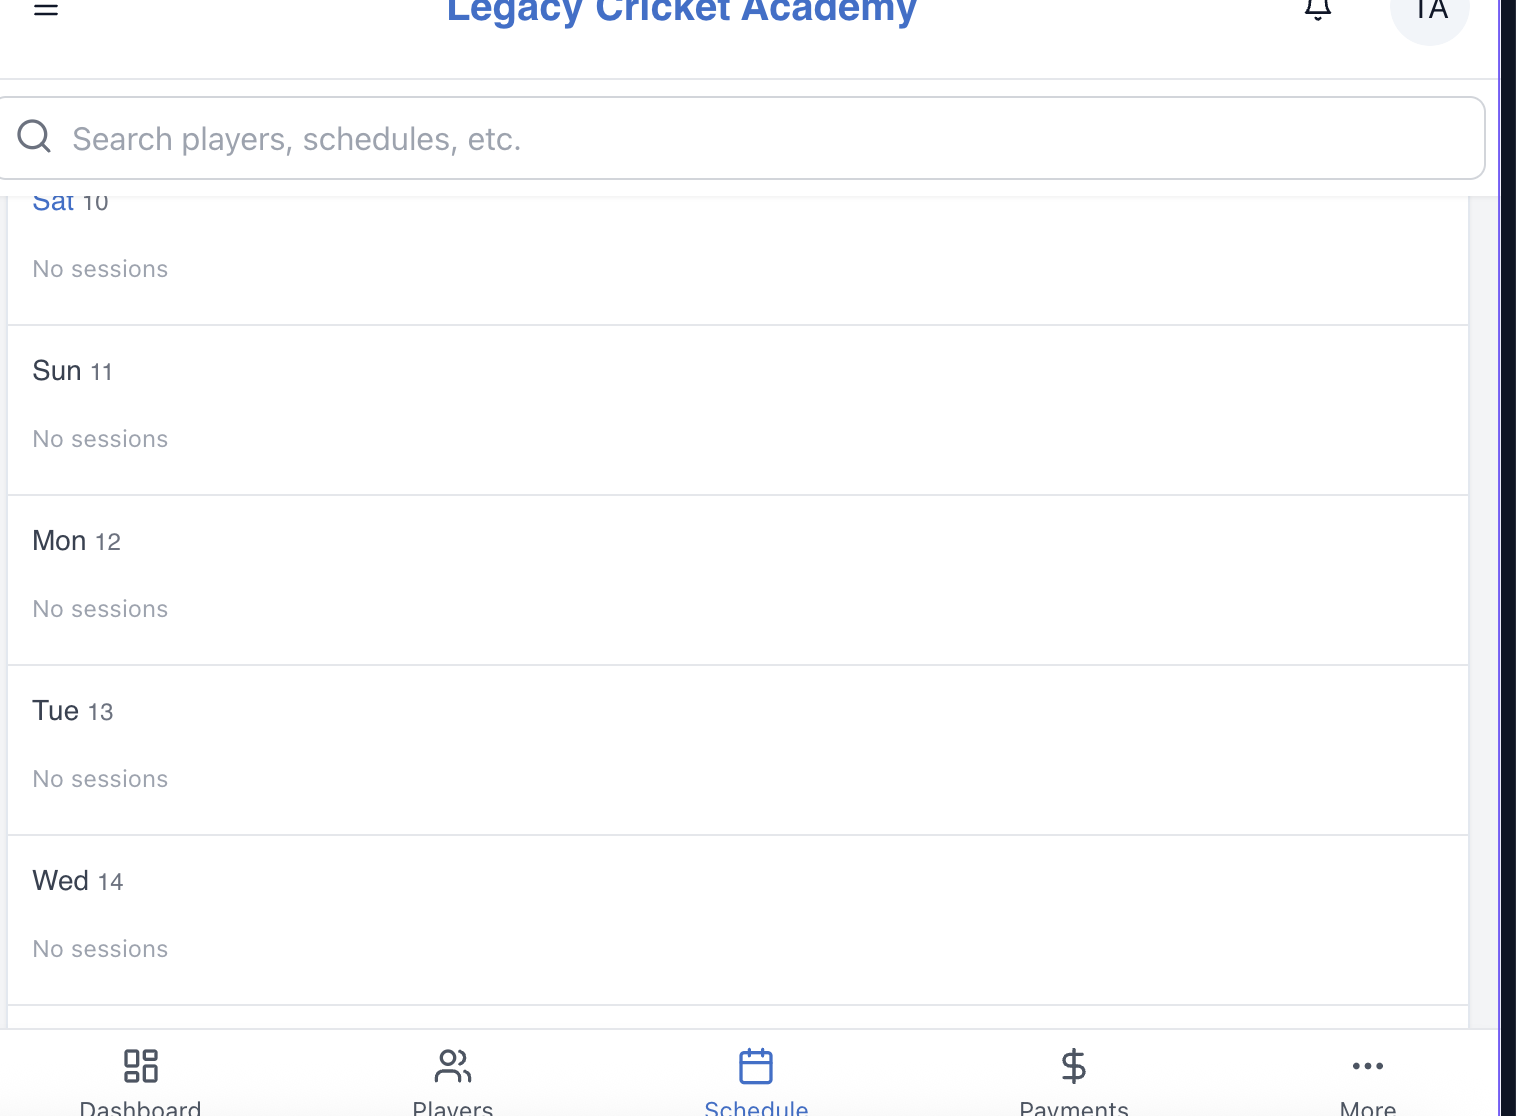 Legacy Cricket Academy
TA
Search players, schedules, etc.
Sat 10
No sessions
Sun 11
No sessions
Mon 12
No sessions
Tue 13
No sessions
Wed 14
No sessions
Dashboard Players Schedule Payments More